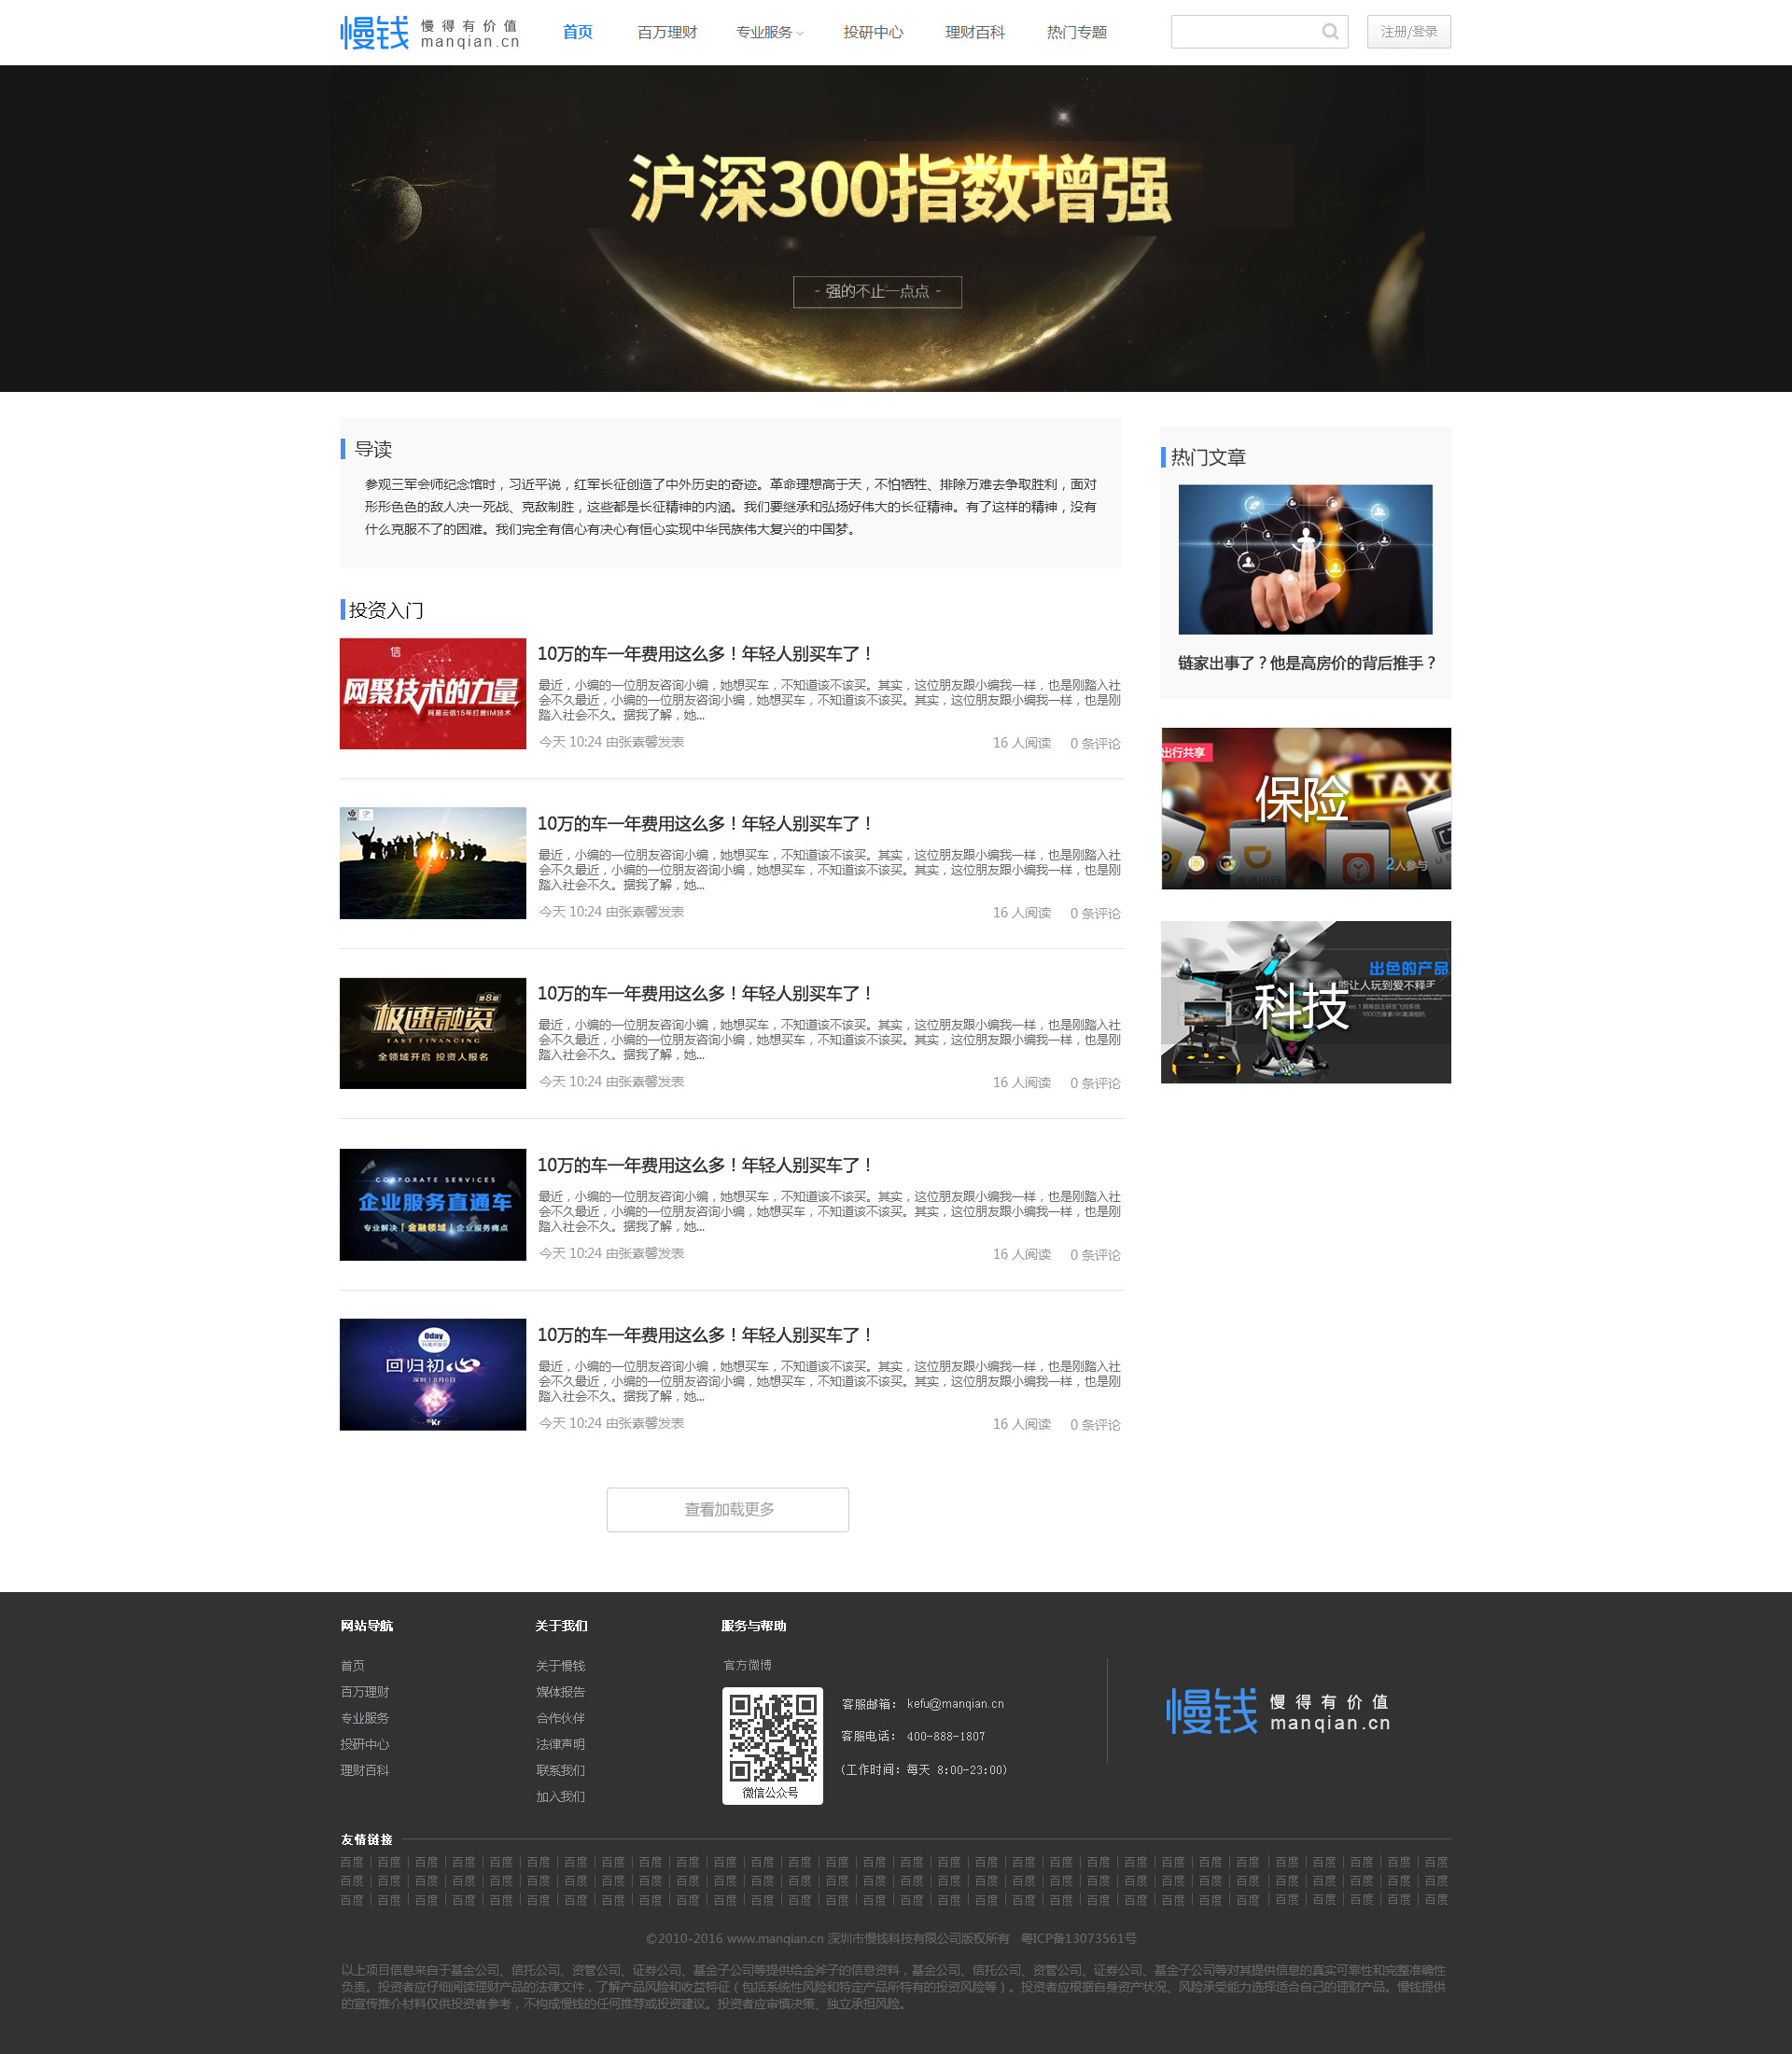 慢钱 慢得有价值
manqian.cn
首页 百万理财 专业服务 投研中心 理财百科 热门专题 注册/登录
沪深300指数增强
- 强的不止一点点 -
导读
参观三军会师纪念馆时，习近平说，红军长征创造了中外历史的奇迹。革命理想高于天，不怕牺牲、排除万难去争取胜利，面对
形形色色的敌人决一死战、克敌制胜，这些都是长征精神的内涵。我们要继承和弘扬好伟大的长征精神。有了这样的精神，没有
什么克服不了的困难。我们完全有信心有决心有恒心实现中华民族伟大复兴的中国梦。
投资入门
信
网聚技术的力量
网易云信15年打磨IM技术
10万的车一年费用这么多！年轻人别买车了！
最近，小编的一位朋友咨询小编，她想买车，不知道该不该买。其实，这位朋友跟小编我一样，也是刚踏入社
会不久最近，小编的一位朋友咨询小编，她想买车，不知道该不该买。其实，这位朋友跟小编我一样，也是刚
踏入社会不久。据我了解，她...
今天 10:24 由张素馨发表 16 人阅读 0 条评论
10万的车一年费用这么多！年轻人别买车了！
最近，小编的一位朋友咨询小编，她想买车，不知道该不该买。其实，这位朋友跟小编我一样，也是刚踏入社
会不久最近，小编的一位朋友咨询小编，她想买车，不知道该不该买。其实，这位朋友跟小编我一样，也是刚
踏入社会不久。据我了解，她...
今天 10:24 由张素馨发表 16 人阅读 0 条评论
第8期
极速融资
FAST FINANCING
全领域开启 投资人报名
10万的车一年费用这么多！年轻人别买车了！
最近，小编的一位朋友咨询小编，她想买车，不知道该不该买。其实，这位朋友跟小编我一样，也是刚踏入社
会不久最近，小编的一位朋友咨询小编，她想买车，不知道该不该买。其实，这位朋友跟小编我一样，也是刚
踏入社会不久。据我了解，她...
今天 10:24 由张素馨发表 16 人阅读 0 条评论
CORPORATE SERVICES
企业服务直通车
专业解决「金融领域」企业服务痛点
10万的车一年费用这么多！年轻人别买车了！
最近，小编的一位朋友咨询小编，她想买车，不知道该不该买。其实，这位朋友跟小编我一样，也是刚踏入社
会不久最近，小编的一位朋友咨询小编，她想买车，不知道该不该买。其实，这位朋友跟小编我一样，也是刚
踏入社会不久。据我了解，她...
今天 10:24 由张素馨发表 16 人阅读 0 条评论
0day
回归初心
深圳 | 8月6日
36Kr
10万的车一年费用这么多！年轻人别买车了！
最近，小编的一位朋友咨询小编，她想买车，不知道该不该买。其实，这位朋友跟小编我一样，也是刚踏入社
会不久最近，小编的一位朋友咨询小编，她想买车，不知道该不该买。其实，这位朋友跟小编我一样，也是刚
踏入社会不久。据我了解，她...
今天 10:24 由张素馨发表 16 人阅读 0 条评论
查看加载更多
热门文章
链家出事了？他是高房价的背后推手？
出行共享
TAXI
保险
2人参与
出色的产品
能让人玩到爱不释手
科技
网站导航
首页
百万理财
专业服务
投研中心
理财百科
关于我们
关于慢钱
媒体报告
合作伙伴
法律声明
联系我们
加入我们
服务与帮助
官方微博
微信公众号
客服邮箱： kefu@manqian.cn
客服电话： 400-888-1807
(工作时间：每天 8:00-23:00)
慢钱 慢得有价值
manqian.cn
友情链接
百度 | 百度 | 百度 | 百度 | 百度 | 百度 | 百度 | 百度 | 百度 | 百度 | 百度 | 百度 | 百度 | 百度 | 百度 | 百度 | 百度 | 百度 | 百度 | 百度 | 百度 | 百度 | 百度 | 百度 | 百度 | 百度 | 百度 | 百度 | 百度 | 百度
百度 | 百度 | 百度 | 百度 | 百度 | 百度 | 百度 | 百度 | 百度 | 百度 | 百度 | 百度 | 百度 | 百度 | 百度 | 百度 | 百度 | 百度 | 百度 | 百度 | 百度 | 百度 | 百度 | 百度 | 百度 | 百度 | 百度 | 百度 | 百度 | 百度
百度 | 百度 | 百度 | 百度 | 百度 | 百度 | 百度 | 百度 | 百度 | 百度 | 百度 | 百度 | 百度 | 百度 | 百度 | 百度 | 百度 | 百度 | 百度 | 百度 | 百度 | 百度 | 百度 | 百度 | 百度 | 百度 | 百度 | 百度 | 百度 | 百度
©2010-2016 www.manqian.cn 深圳市慢钱科技有限公司版权所有 粤ICP备13073561号
以上项目信息来自于基金公司、信托公司、资管公司、证券公司、基金子公司等提供给金斧子的信息资料，基金公司、信托公司、资管公司、证券公司、基金子公司等对其提供信息的真实可靠性和完整准确性
负责。投资者应仔细阅读理财产品的法律文件，了解产品风险和收益特征（包括系统性风险和特定产品所特有的投资风险等）。投资者应根据自身资产状况、风险承受能力选择适合自己的理财产品。慢钱提供
的宣传推介材料仅供投资者参考，不构成慢钱的任何推荐或投资建议。投资者应审慎决策、独立承担风险。